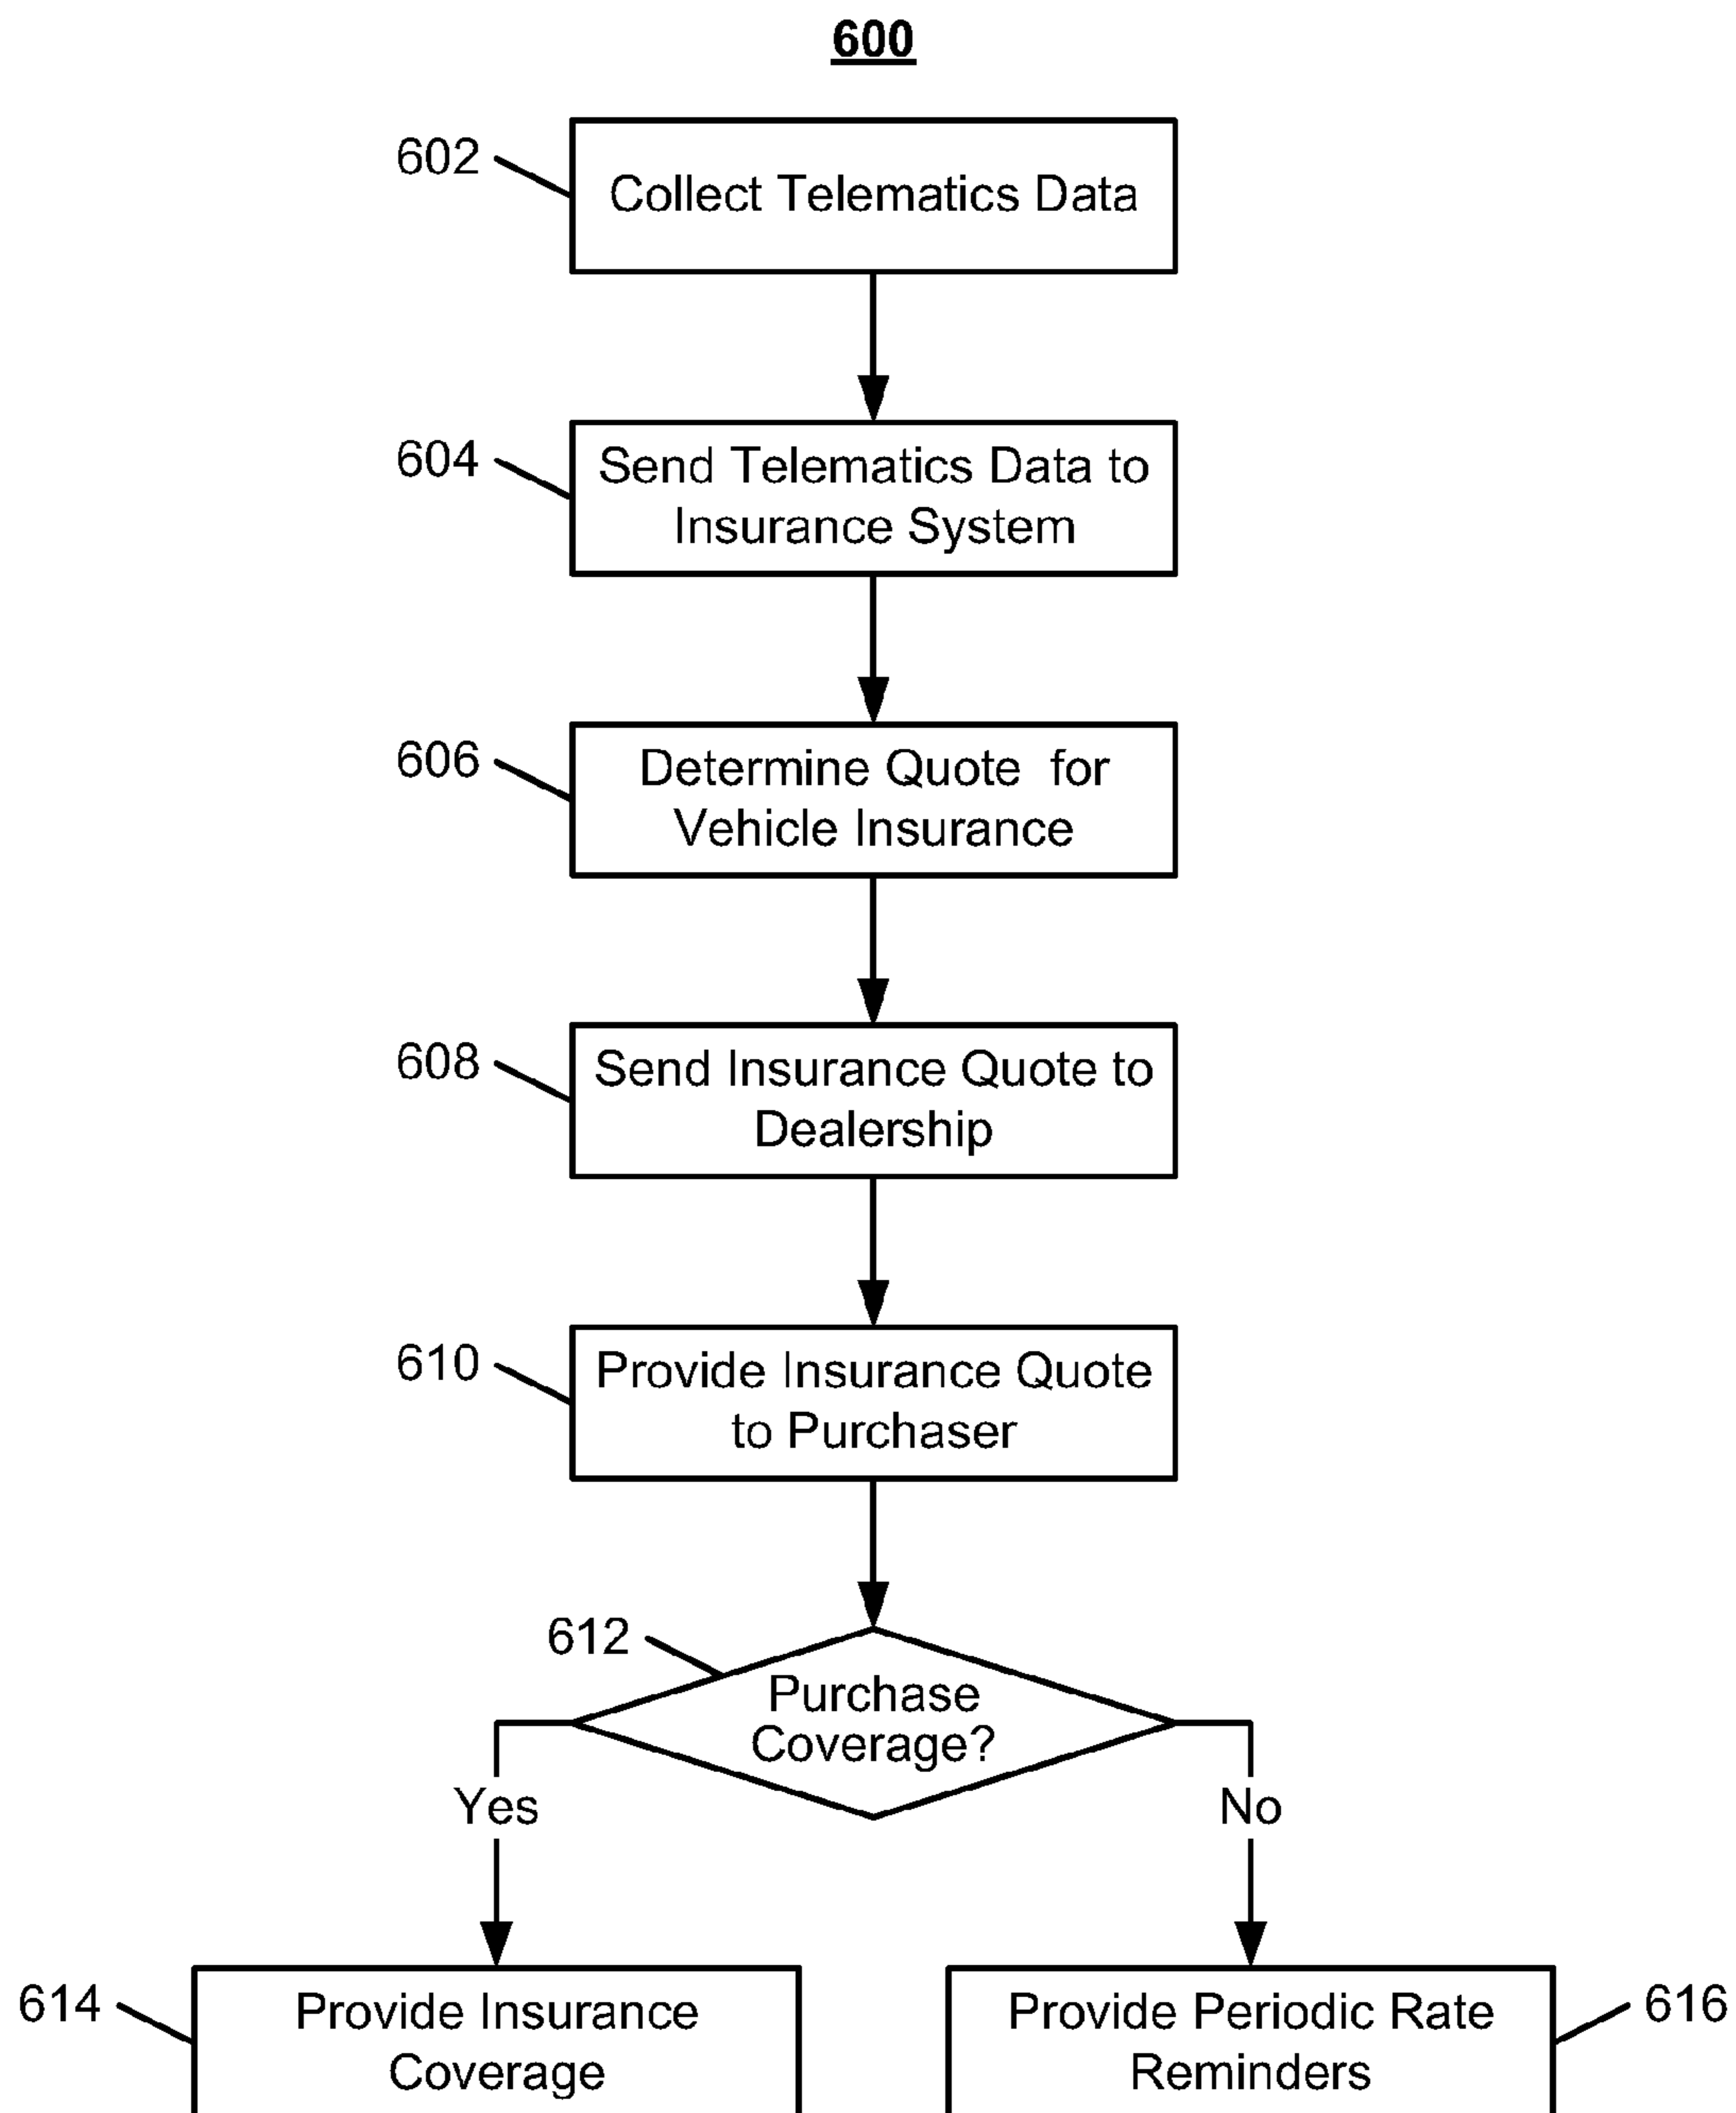 600
602
Collect Telematics Data
604
Send Telematics Data to
Insurance System
606
Determine Quote for
Vehicle Insurance
608
Send Insurance Quote to
Dealership
610
Provide Insurance Quote
to Purchaser
612
Purchase
Coverage?
Yes
No
614
Provide Insurance
Coverage
Provide Periodic Rate
Reminders
616